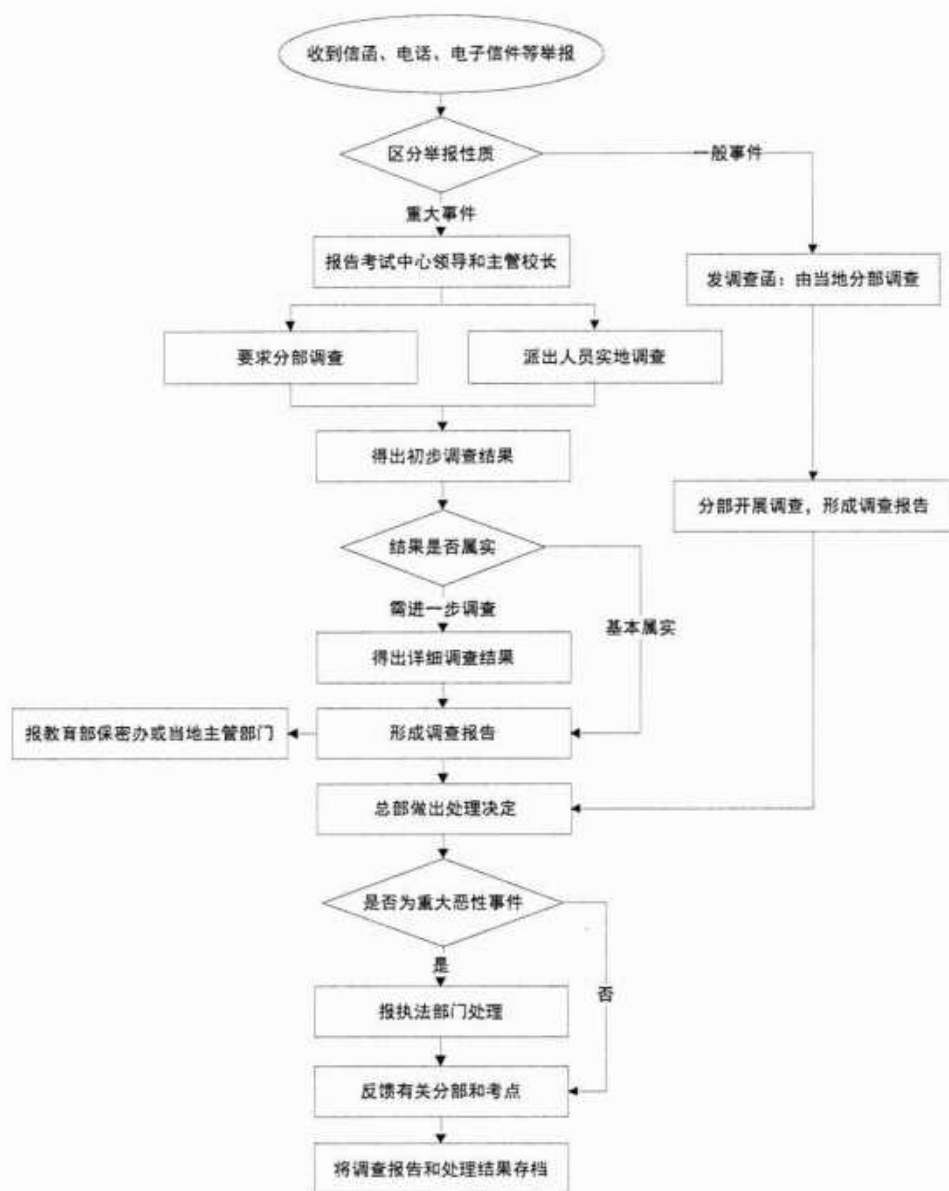 收到信函、电话、电子信件等举报
区分举报性质
一般事件
重大事件
报告考试中心领导和主管校长
发调查函：由当地分部调查
要求分部调查
派出人员实地调查
得出初步调查结果
分部开展调查，形成调查报告
结果是否属实
需进一步调查
基本属实
得出详细调查结果
报教育部保密办或当地主管部门
形成调查报告
总部做出处理决定
是否为重大恶性事件
是
否
报执法部门处理
反馈有关分部和考点
将调查报告和处理结果存档